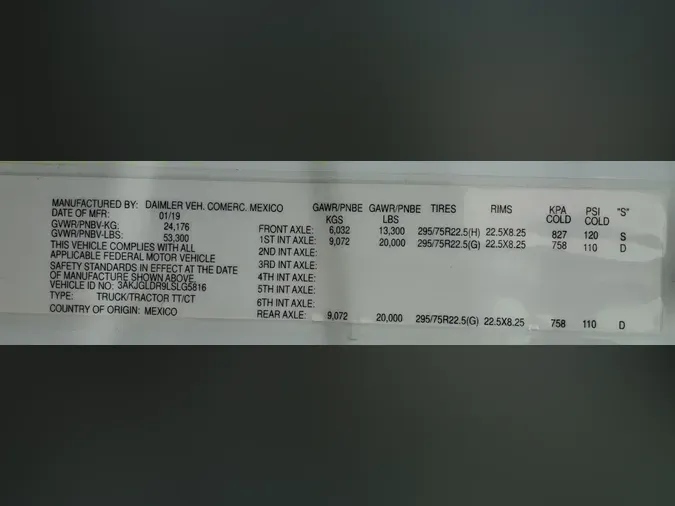 MANUFACTURED BY: DAIMLER VEH. COMERC. MEXICO
DATE OF MFR: 01/19
GVWR/PNBV-KG: 24,176
GVWR/PNBV-LBS: 53,300
THIS VEHICLE COMPLIES WITH ALL
APPLICABLE FEDERAL MOTOR VEHICLE
SAFETY STANDARDS IN EFFECT AT THE DATE
OF MANUFACTURE SHOWN ABOVE
VEHICLE ID NO: 3AKJGLDR9LSLG5816
TYPE: TRUCK/TRACTOR TT/CT
COUNTRY OF ORIGIN: MEXICO
GAWR/PNBE KGS GAWR/PNBE LBS TIRES RIMS KPA COLD PSI COLD "S"
FRONT AXLE: 6,032 13,300 295/75R22.5(H) 22.5X8.25 827 120 S
1ST INT AXLE: 9,072 20,000 295/75R22.5(G) 22.5X8.25 758 110 D
2ND INT AXLE:
3RD INT AXLE:
4TH INT AXLE:
5TH INT AXLE:
6TH INT AXLE:
REAR AXLE: 9,072 20,000 295/75R22.5(G) 22.5X8.25 758 110 D